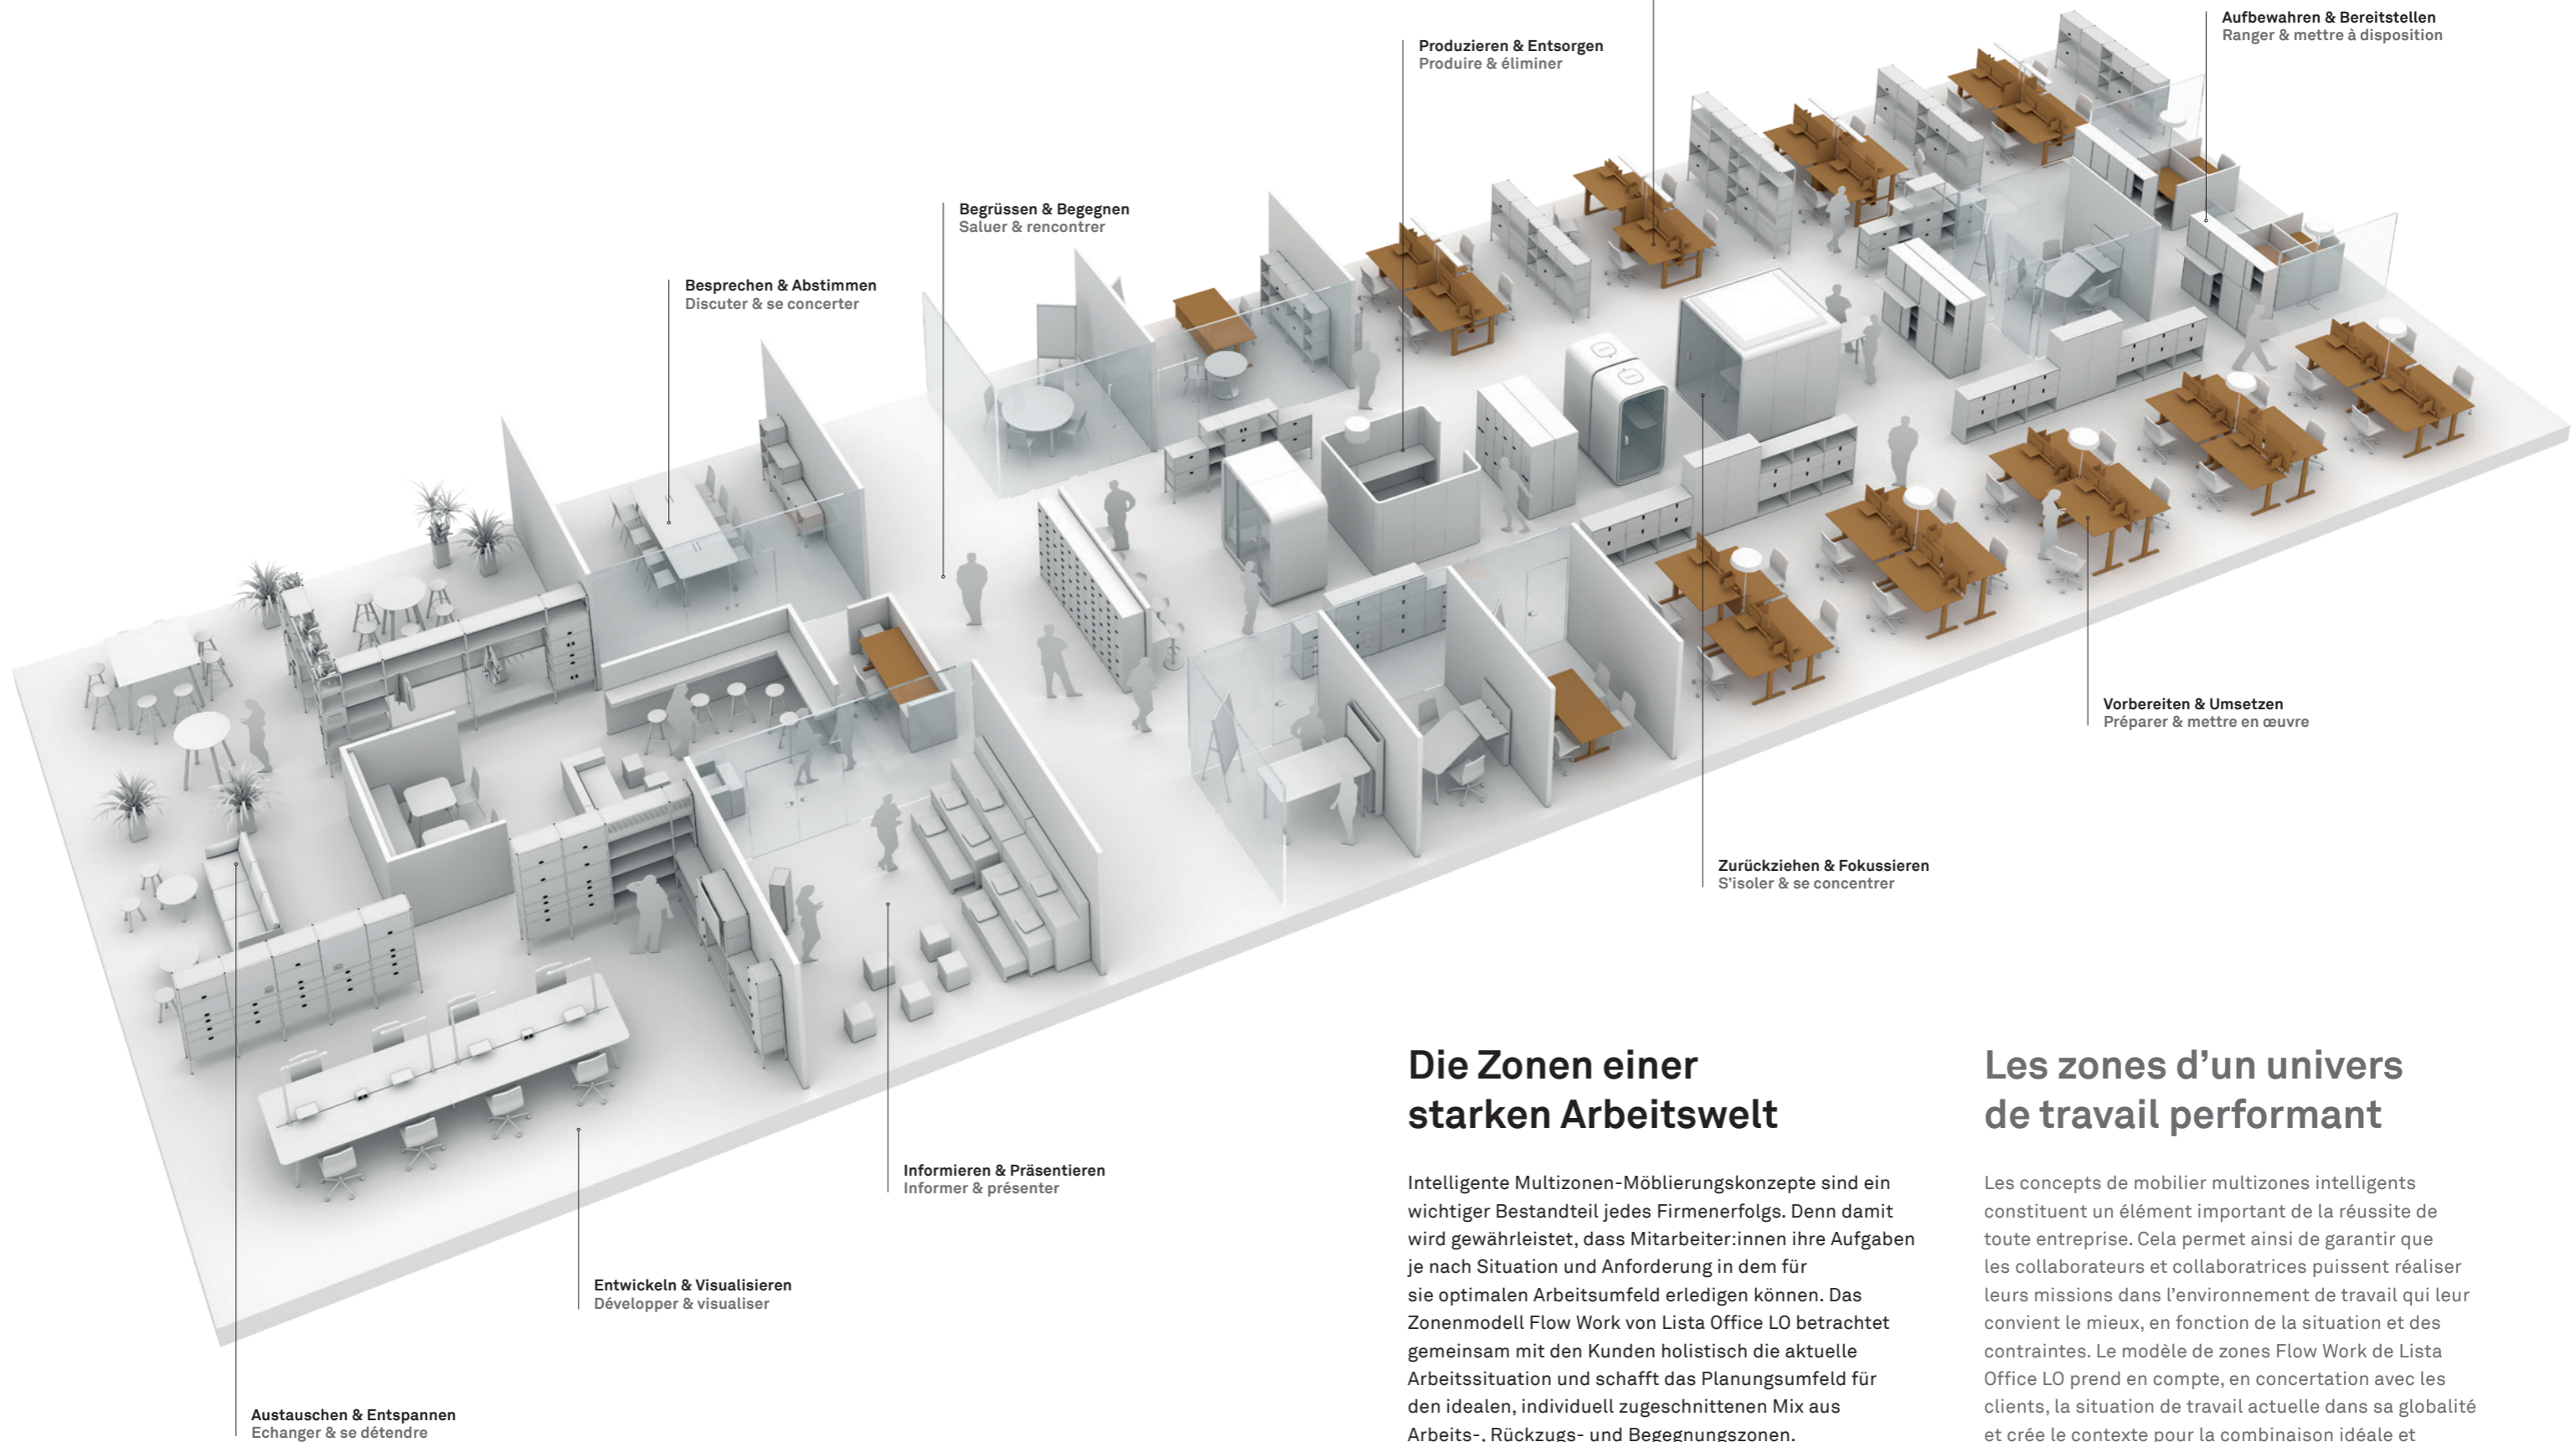 Aufbewahren & Bereitstellen
Ranger & mettre à disposition
Produzieren & Entsorgen
Produire & éliminer
Begrüssen & Begegnen
Saluer & rencontrer
Besprechen & Abstimmen
Discuter & se concerter
Vorbereiten & Umsetzen
Préparer & mettre en œuvre
Zurückziehen & Fokussieren
S'isoler & se concentrer
Informieren & Präsentieren
Informer & présenter
Entwickeln & Visualisieren
Développer & visualiser
Austauschen & Entspannen
Echanger & se détendre
Die Zonen einer
starken Arbeitswelt
Intelligente Multizonen-Möblierungskonzepte sind ein
wichtiger Bestandteil jedes Firmenerfolgs. Denn damit
wird gewährleistet, dass Mitarbeiter:innen ihre Aufgaben
je nach Situation und Anforderung in dem für
sie optimalen Arbeitsumfeld erledigen können. Das
Zonenmodell Flow Work von Lista Office LO betrachtet
gemeinsam mit den Kunden holistisch die aktuelle
Arbeitssituation und schafft das Planungsumfeld für
den idealen, individuell zugeschnittenen Mix aus
Arbeits-, Rückzugs- und Begegnungszonen.
Les zones d’un univers
de travail performant
Les concepts de mobilier multizones intelligents
constituent un élément important de la réussite de
toute entreprise. Cela permet ainsi de garantir que
les collaborateurs et collaboratrices puissent réaliser
leurs missions dans l’environnement de travail qui leur
convient le mieux, en fonction de la situation et des
contraintes. Le modèle de zones Flow Work de Lista
Office LO prend en compte, en concertation avec les
clients, la situation de travail actuelle dans sa globalité
et crée le contexte pour la combinaison idéale et